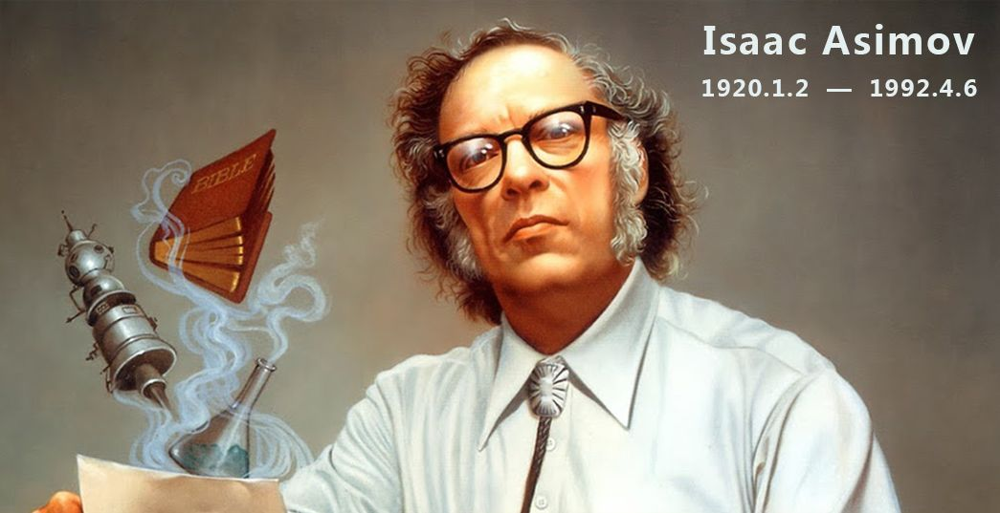 Isaac Asimov
1920.1.2 — 1992.4.6
BIBLE